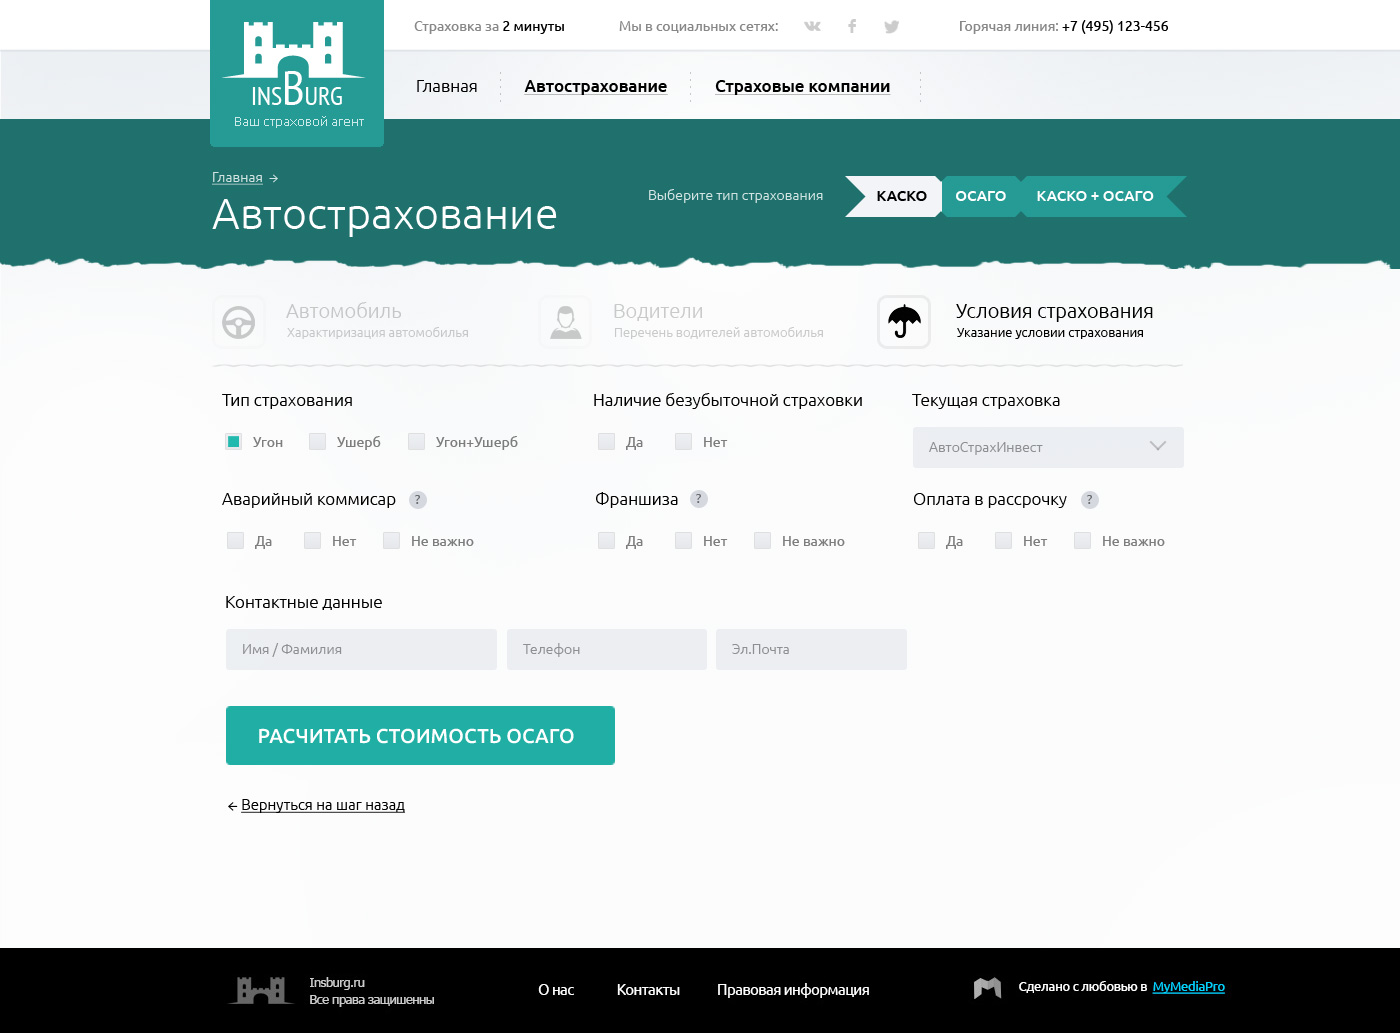 Страховка за 2 минуты
Мы в социальных сетях:
Горячая линия: +7 (495) 123-456
INSBURG
Ваш страховой агент
Главная
Автострахование
Страховые компании
Главная →
Автострахование
Выберите тип страхования
КАСКО
ОСАГО
КАСКО + ОСАГО
Автомобиль
Характиризация автомобилья
Водители
Перечень водителей автомобилья
Условия страхования
Указание условии страхования
Тип страхования
Наличие безубыточной страховки
Текущая страховка
Угон
Ушерб
Угон+Ушерб
Да
Нет
АвтоСтрахИнвест
Аварийный коммисар ?
Франшиза ?
Оплата в рассрочку ?
Да
Нет
Не важно
Да
Нет
Не важно
Да
Нет
Не важно
Контактные данные
Имя / Фамилия
Телефон
Эл.Почта
РАСЧИТАТЬ СТОИМОСТЬ ОСАГО
← Вернуться на шаг назад
Insburg.ru
Все права защишенны
О нас
Контакты
Правовая информация
Сделано с любовью в MyMediaPro